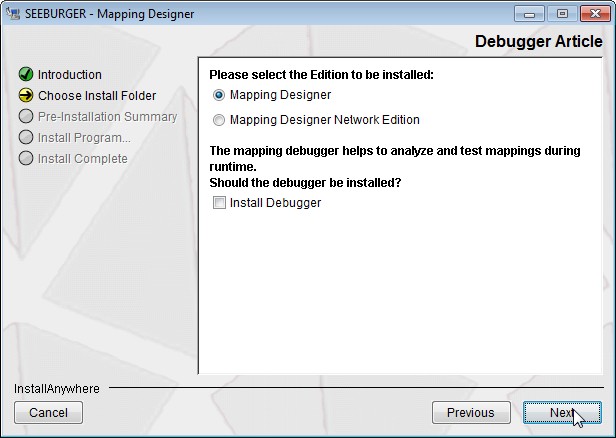 SEEBURGER - Mapping Designer
Debugger Article
Introduction
Choose Install Folder
Pre-Installation Summary
Install Program...
Install Complete
Please select the Edition to be installed:
Mapping Designer
Mapping Designer Network Edition
The mapping debugger helps to analyze and test mappings during
runtime.
Should the debugger be installed?
Install Debugger
InstallAnywhere
Cancel
Previous
Next